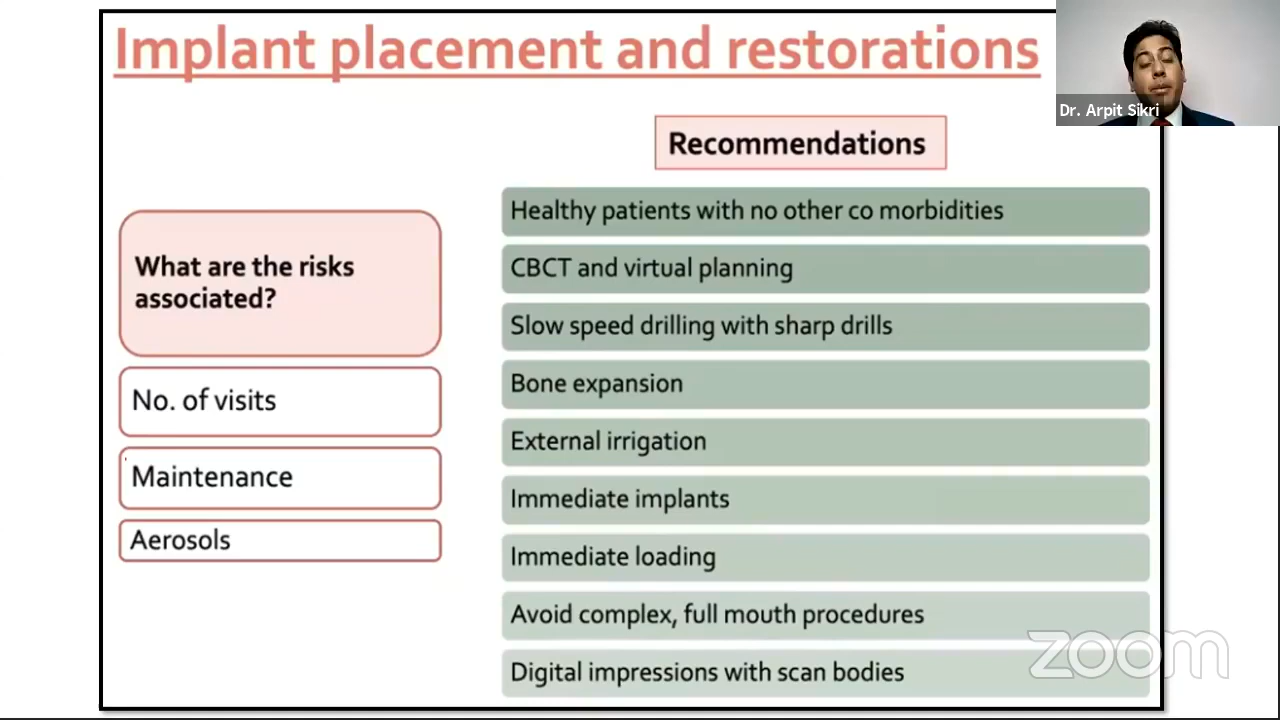 Implant placement and restorations
Dr. Arpit Sikri
Recommendations
What are the risks
associated?
No. of visits
Maintenance
Aerosols
Healthy patients with no other co morbidities
CBCT and virtual planning
Slow speed drilling with sharp drills
Bone expansion
External irrigation
Immediate implants
Immediate loading
Avoid complex, full mouth procedures
Digital impressions with scan bodies
zoom